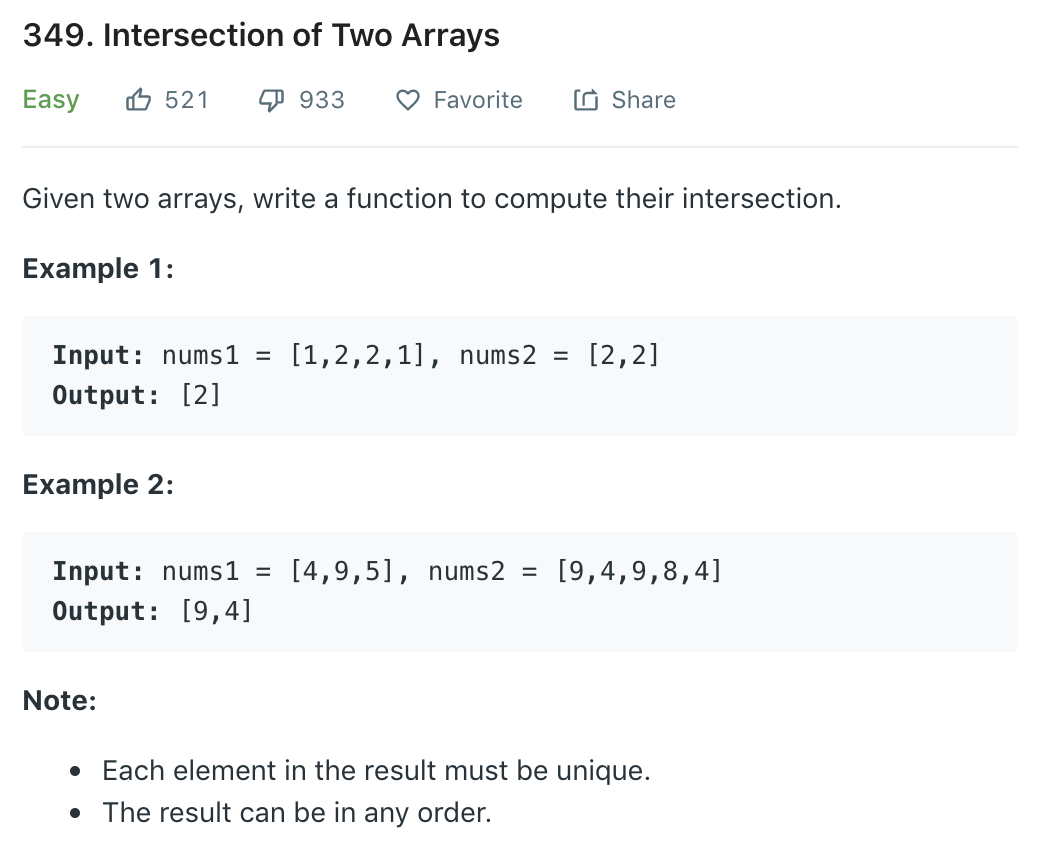 349. Intersection of Two Arrays
Easy 521 933 Favorite Share
Given two arrays, write a function to compute their intersection.
Example 1:
Input: nums1 = [1,2,2,1], nums2 = [2,2]
Output: [2]
Example 2:
Input: nums1 = [4,9,5], nums2 = [9,4,9,8,4]
Output: [9,4]
Note:
• Each element in the result must be unique.
• The result can be in any order.